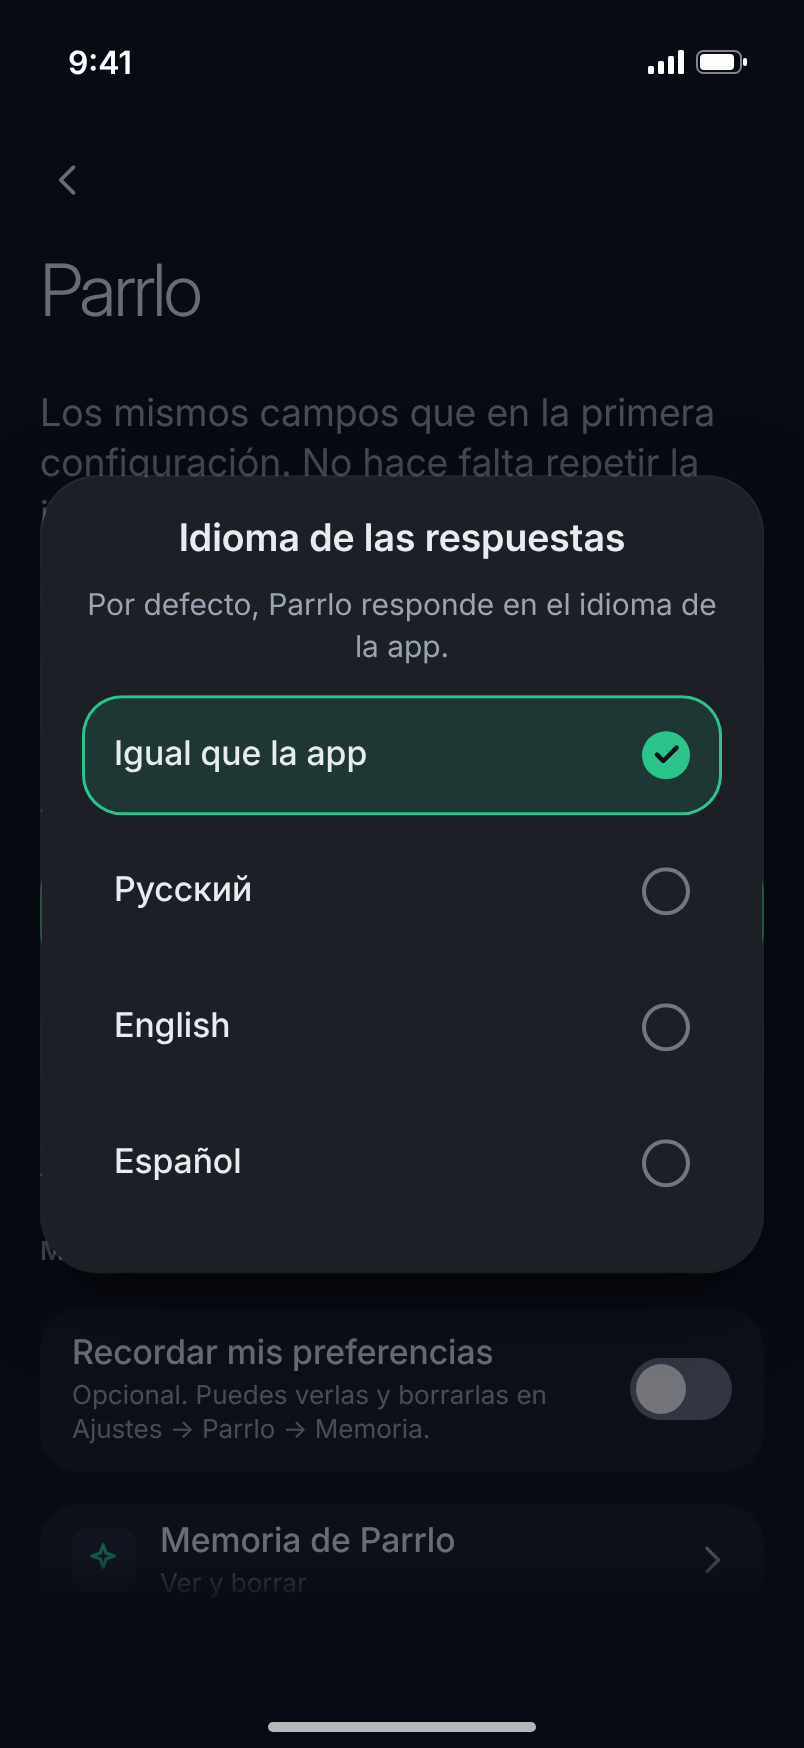 9:41
Parrlo
Los mismos campos que en la primera
configuración. No hace falta repetir la
Idioma de las respuestas
Por defecto, Parrlo responde en el idioma de
la app.
Igual que la app
Русский
English
Español
Recordar mis preferencias
Opcional. Puedes verlas y borrarlas en
Ajustes → Parrlo → Memoria.
Memoria de Parrlo
Ver y borrar